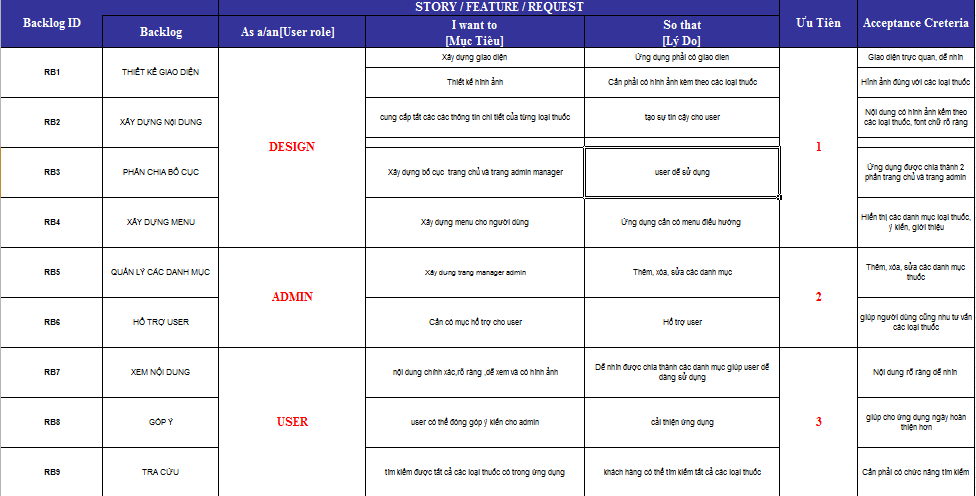 STORY / FEATURE / REQUEST
Backlog ID
Backlog
As a/an[User role]
I want to
[Mục Tiêu]
So that
[Lý Do]
Ưu Tiên
Acceptance Creteria
RB1
THIẾT KẾ GIAO DIỆN
DESIGN
Xây dựng giao diện
Ứng dụng phải có giao dien
1
Giao diện trực quan, dễ nhìn
Thiết kế hình ảnh
Cần phải có hình ảnh kèm theo các loại thuốc
Hình ảnh đúng với các loại thuốc
RB2
XÂY DỰNG NỘI DUNG
cung cấp tất các các thông tin chi tiết của từng loại thuốc
tạo sự tin cậy cho user
Nội dung có hình ảnh kèm theo
các loại thuốc, font chữ rõ ràng
RB3
PHÂN CHIA BỐ CỤC
Xây dựng bố cục trang chủ và trang admin manager
user dễ sử dụng
Ứng dụng được chia thành 2
phần trang chủ và trang admin
RB4
XÂY DỰNG MENU
Xây dựng menu cho người dùng
Ứng dụng cần có menu điều hướng
Hiển thị các danh mục loại thuốc,
ý kiến, giới thiệu
RB5
QUẢN LÝ CÁC DANH MỤC
ADMIN
Xây dưng trang manager admin
Thêm, xóa, sửa các danh mục
2
Thêm, xóa, sửa các danh mục
thuốc
RB6
HỖ TRỢ USER
Cần có mục hổ trợ cho user
Hổ trợ user
giúp người dùng cũng như tư vấn
các loại thuốc
RB7
XEM NỘI DUNG
USER
nội dung chính xác,rõ ràng ,dễ xem và có hình ảnh
Dễ nhìn được chia thành các danh mục giúp user dễ
dàng sử dụng
3
Nội dung rõ ràng dễ nhìn
RB8
GÓP Ý
user có thể đóng góp ý kiến cho admin
cải thiện ứng dụng
giúp cho ứng dụng ngày hoàn
thiện hơn
RB9
TRA CỨU
tìm kiếm được tất cả các loại thuốc có trong ứng dụng
khách hàng có thể tìm kiếm tất cả các loại thuốc
Cần phải có chức năng tìm kiếm